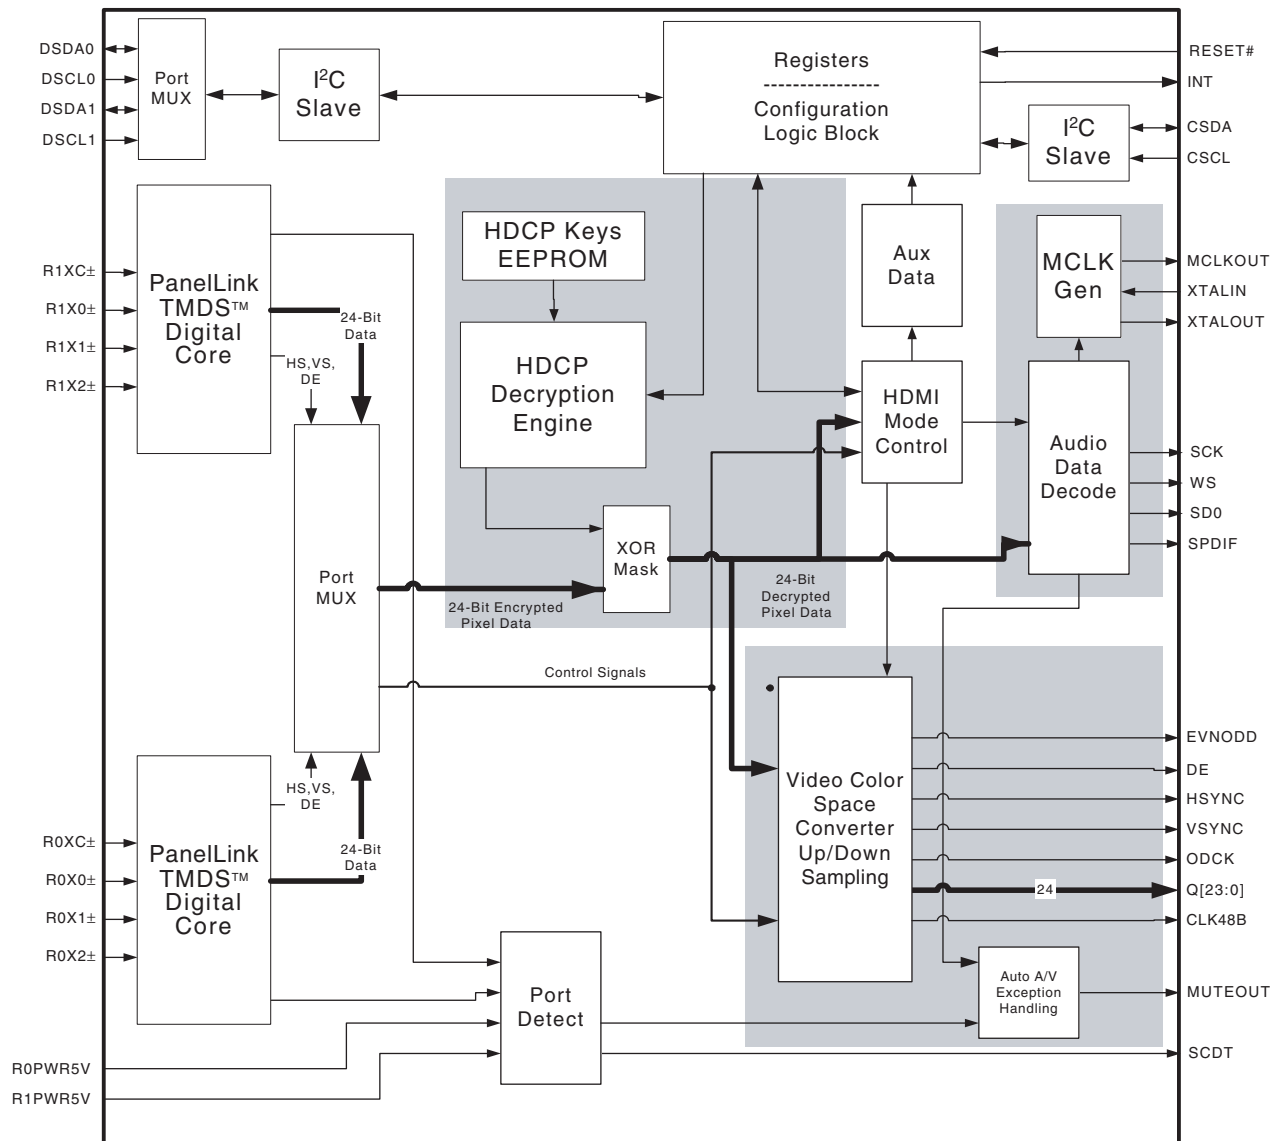 DSDA0
DSCL0
DSDA1
DSCL1
Port
MUX
I²C
Slave
Registers
Configuration
Logic Block
RESET#
INT
I²C
Slave
CSDA
CSCL
R1XC±
R1X0±
R1X1±
R1X2±
PanelLink
TMDS™
Digital
Core
24-Bit
Data
HS,VS,
DE
HDCP Keys
EEPROM
HDCP
Decryption
Engine
Aux
Data
MCLK
Gen
MCLKOUT
XTALIN
XTALOUT
HDMI
Mode
Control
Audio
Data
Decode
SCK
WS
SD0
SPDIF
Port
MUX
XOR
Mask
24-Bit Encrypted
Pixel Data
24-Bit
Decrypted
Pixel Data
Control Signals
R0XC±
R0X0±
R0X1±
R0X2±
PanelLink
TMDS™
Digital
Core
HS,VS,
DE
24-Bit
Data
Video Color
Space
Converter
Up/Down
Sampling
EVNODD
DE
HSYNC
VSYNC
ODCK
24
Q[23:0]
CLK48B
Port
Detect
Auto A/V
Exception
Handling
MUTEOUT
SCDT
R0PWR5V
R1PWR5V